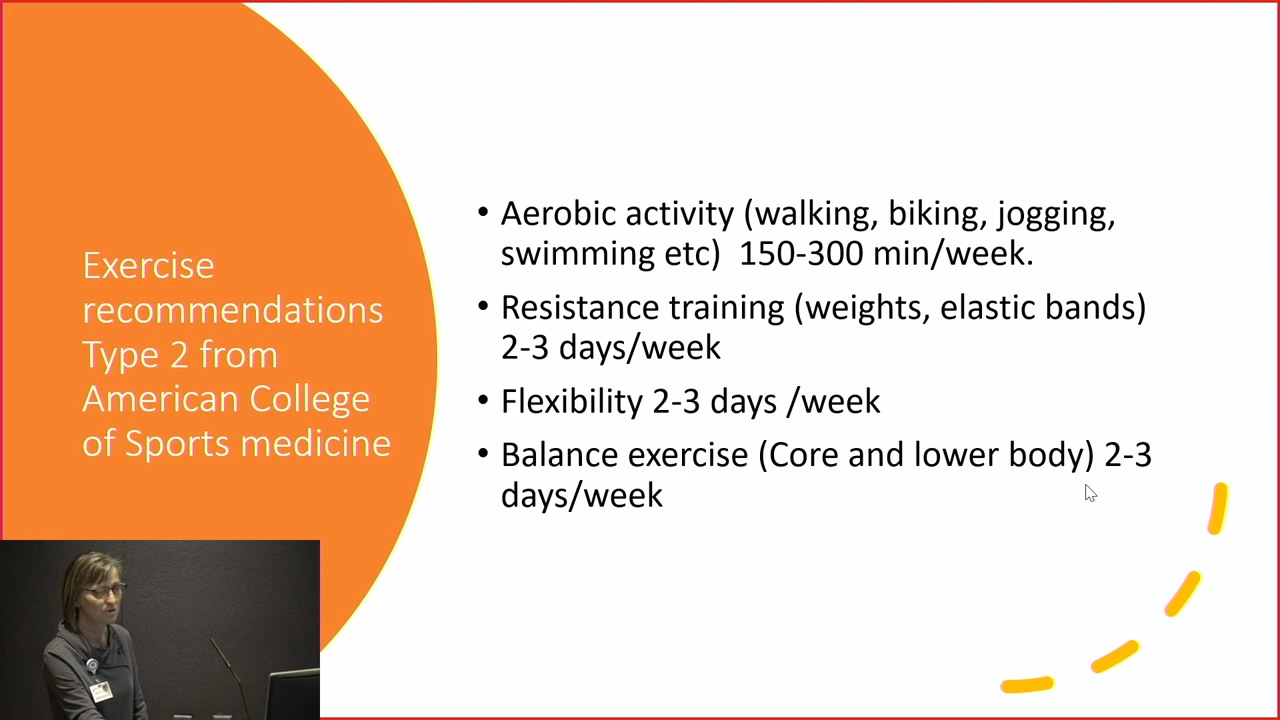 Exercise
recommendations
Type 2 from
American College
of Sports medicine
• Aerobic activity (walking, biking, jogging,
swimming etc)  150-300 min/week.
• Resistance training (weights, elastic bands)
2-3 days/week
• Flexibility 2-3 days /week
• Balance exercise (Core and lower body) 2-3
days/week